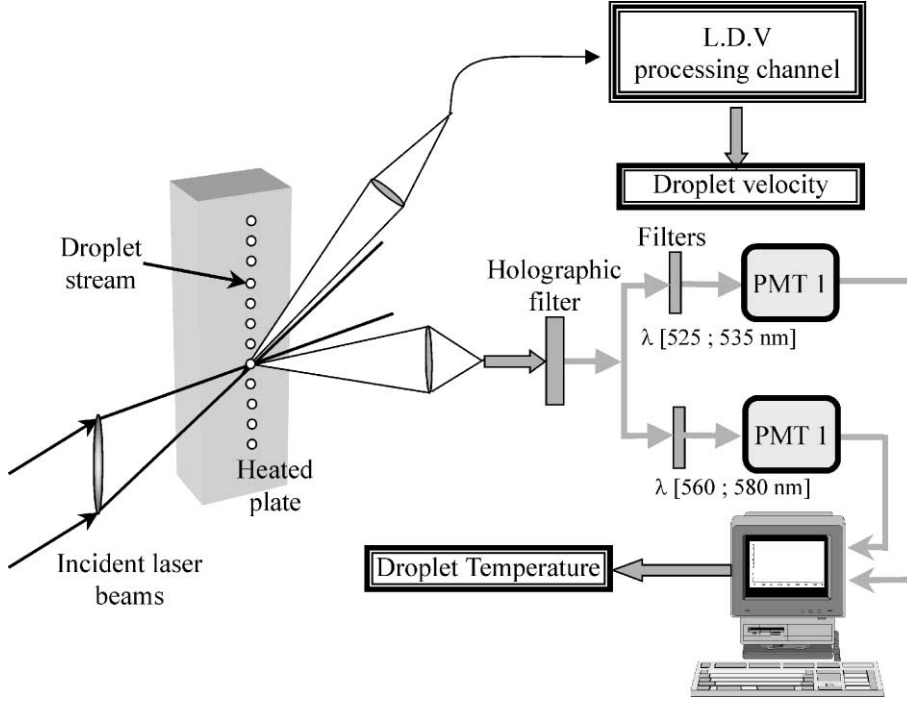 L.D.V
processing channel
Droplet velocity
Droplet
stream
Holographic
filter
Filters
PMT 1
λ [525 ; 535 nm]
PMT 1
λ [560 ; 580 nm]
Heated
plate
Incident laser
beams
Droplet Temperature